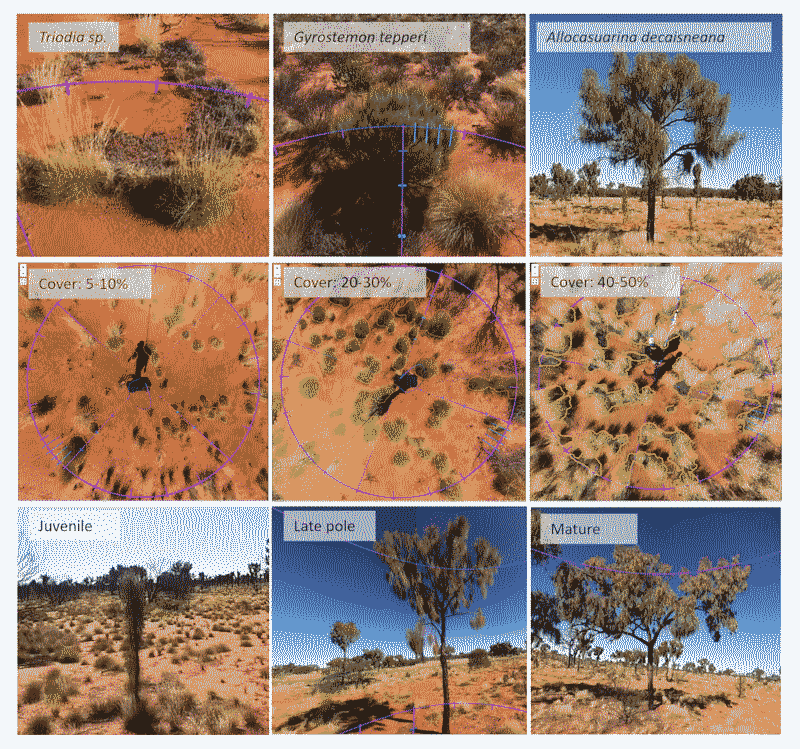 Triodia sp.
Gyrostemon tepperi
Allocasuarina decaisneana
Cover: 5-10%
Cover: 20-30%
Cover: 40-50%
Juvenile
Late pole
Mature